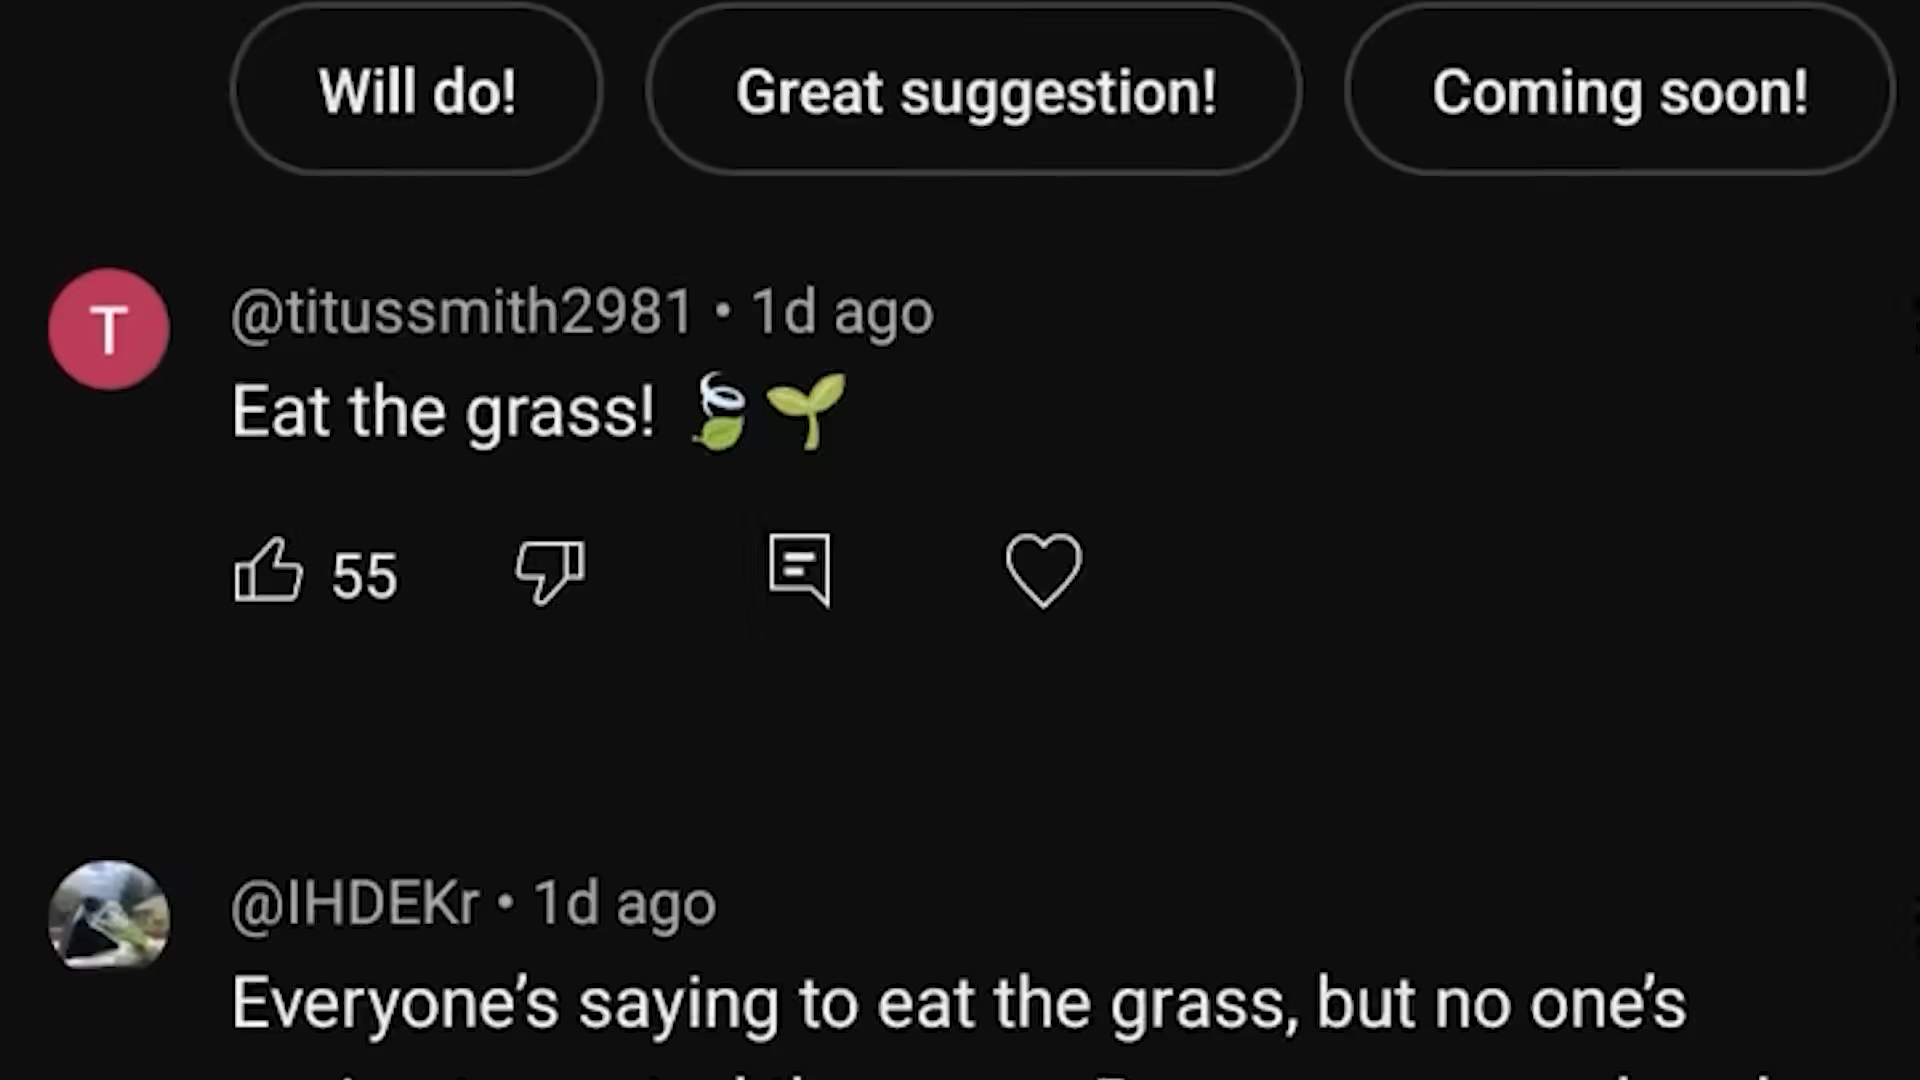 Will do! Great suggestion! Coming soon!
T
@titussmith2981 • 1d ago
Eat the grass! 🍃🌱
55
@IHDEKr • 1d ago
Everyone’s saying to eat the grass, but no one’s